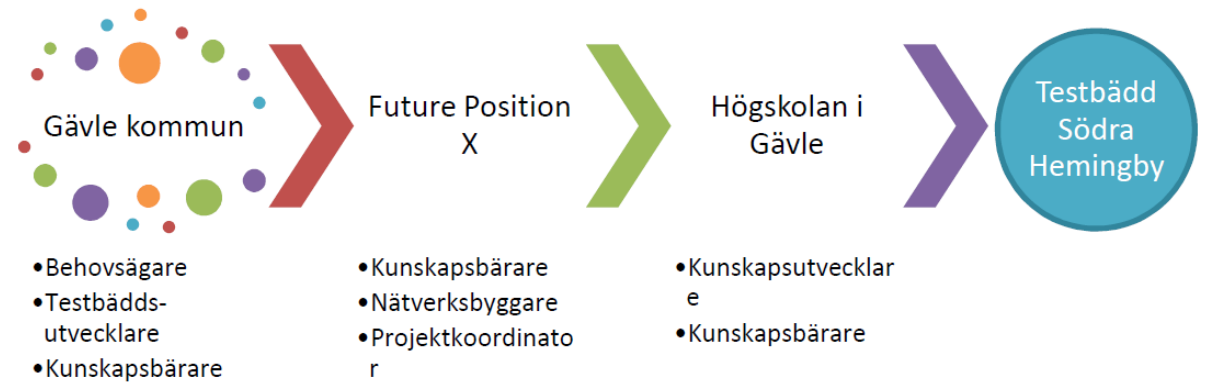 Gävle kommun
Future Position
X
Högskolan i
Gävle
Testbädd
Södra
Hemingby
•Behovsägare
•Testbädds-
utvecklare
•Kunskapsbärare
•Kunskapsbärare
•Nätverksbyggare
•Projektkoordinato
r
•Kunskapsutvecklar
e
•Kunskapsbärare